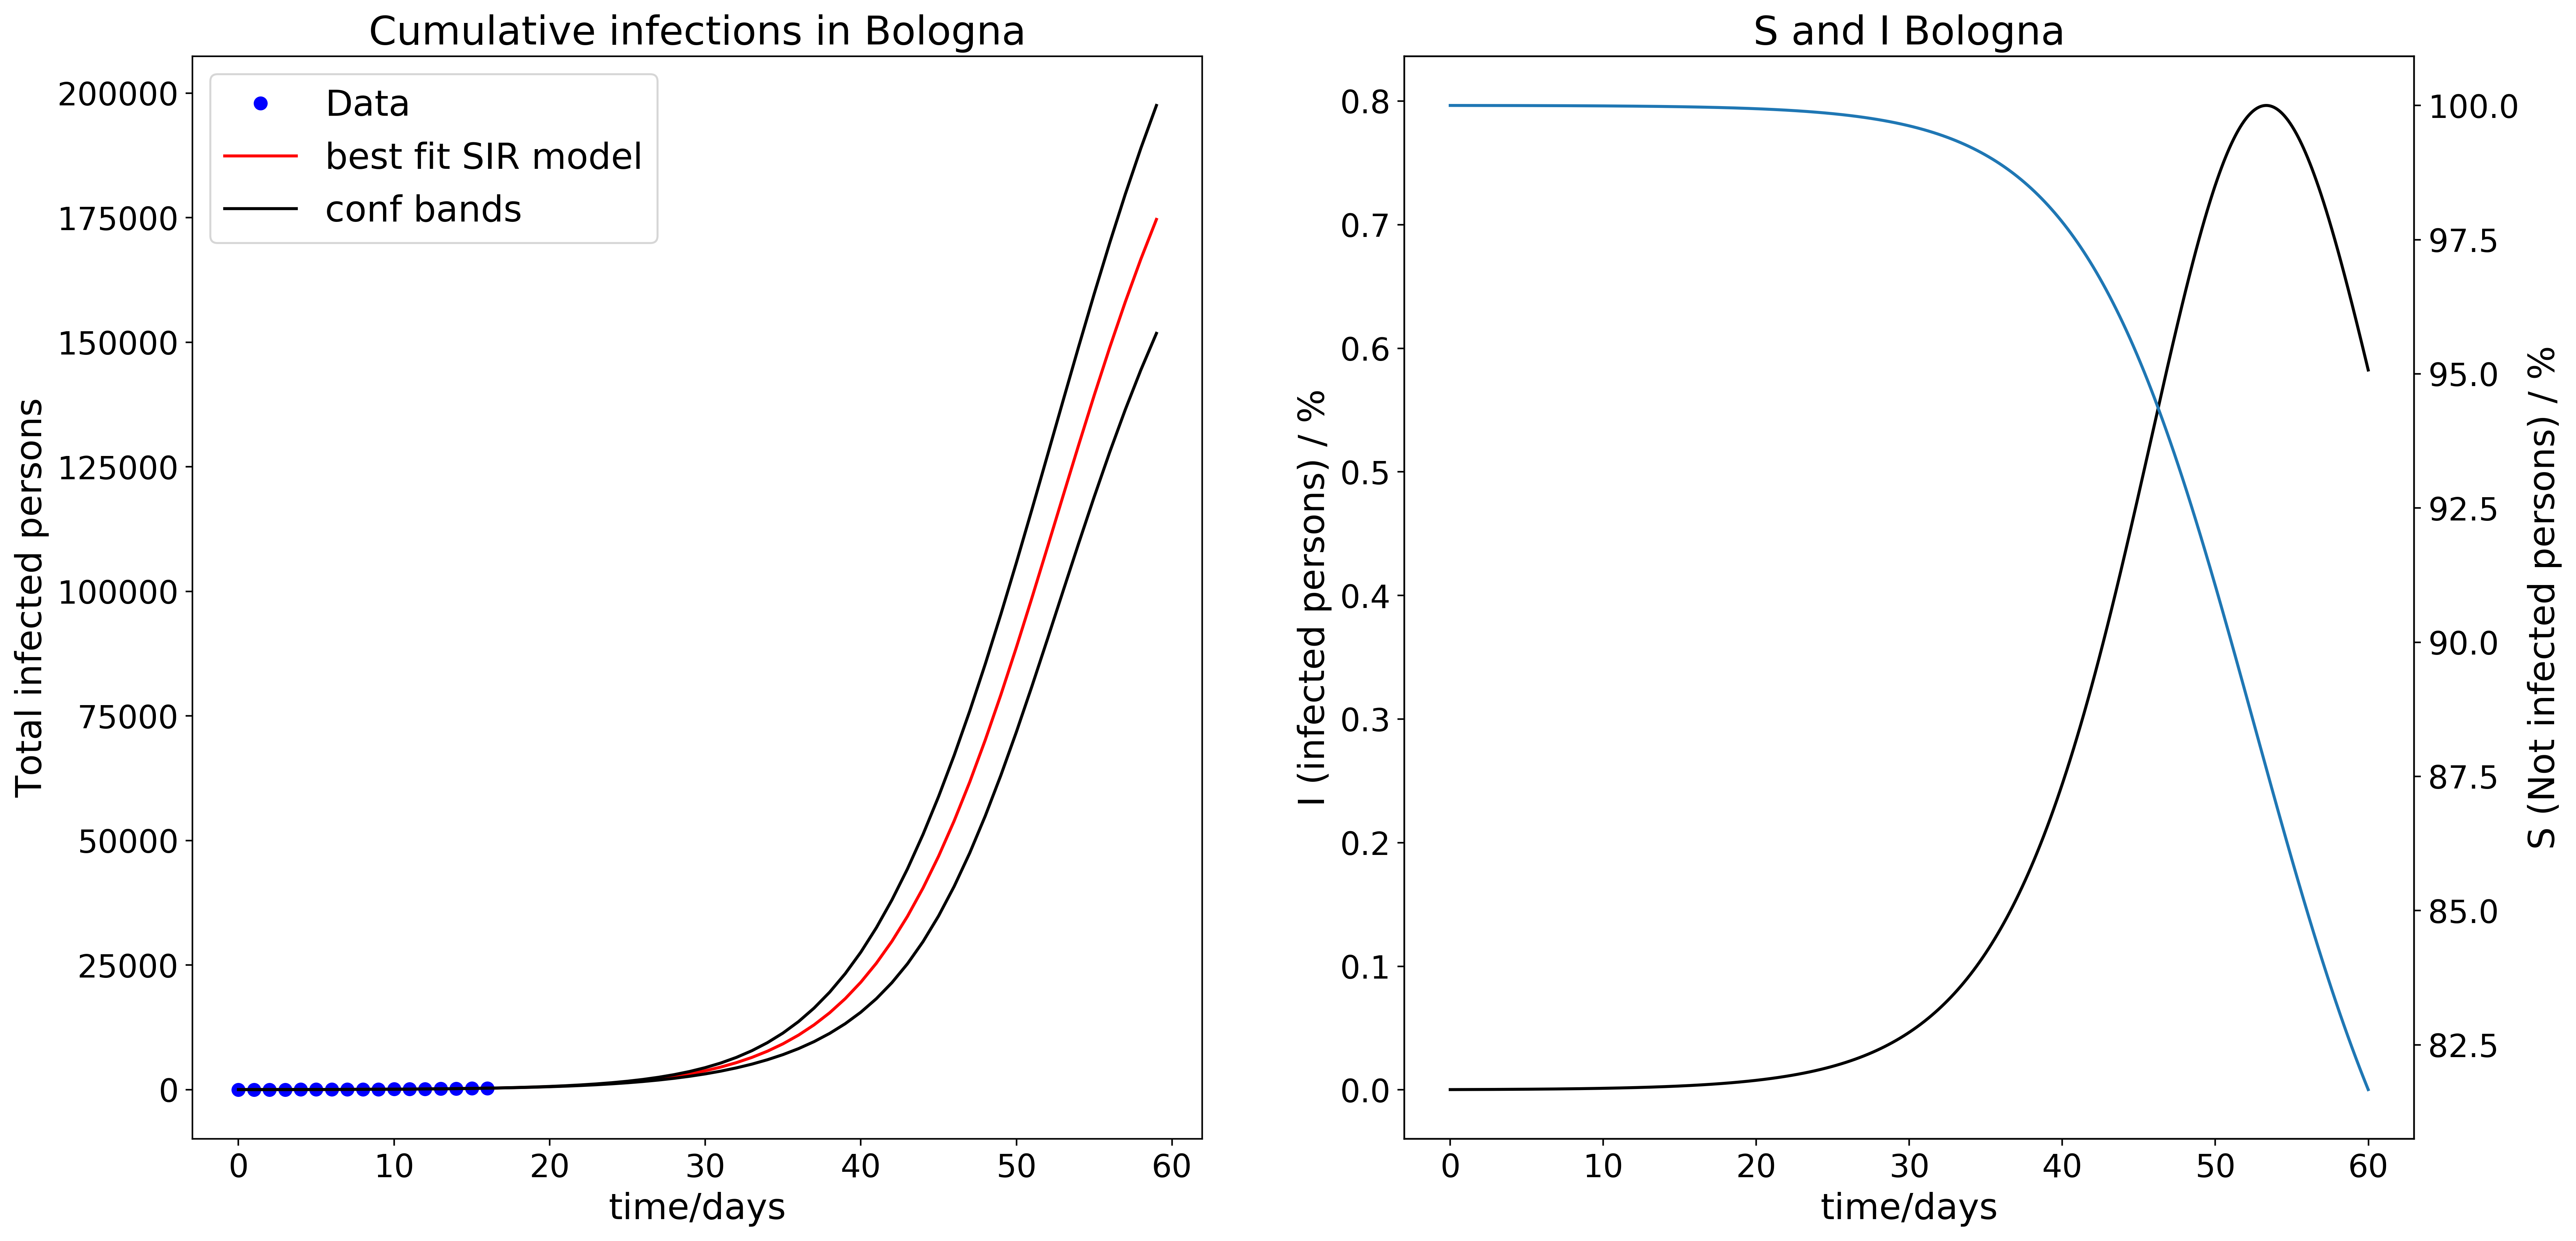 Cumulative infections in Bologna
Total infected persons
200000
175000
150000
125000
100000
75000
50000
25000
0
Data
best fit SIR model
conf bands
0 10 20 30 40 50 60
time/days
S and I Bologna
I (infected persons) / %
0.8
0.7
0.6
0.5
0.4
0.3
0.2
0.1
0.0
100.0
97.5
95.0
92.5
90.0
87.5
85.0
82.5
S (Not infected persons) / %
0 10 20 30 40 50 60
time/days